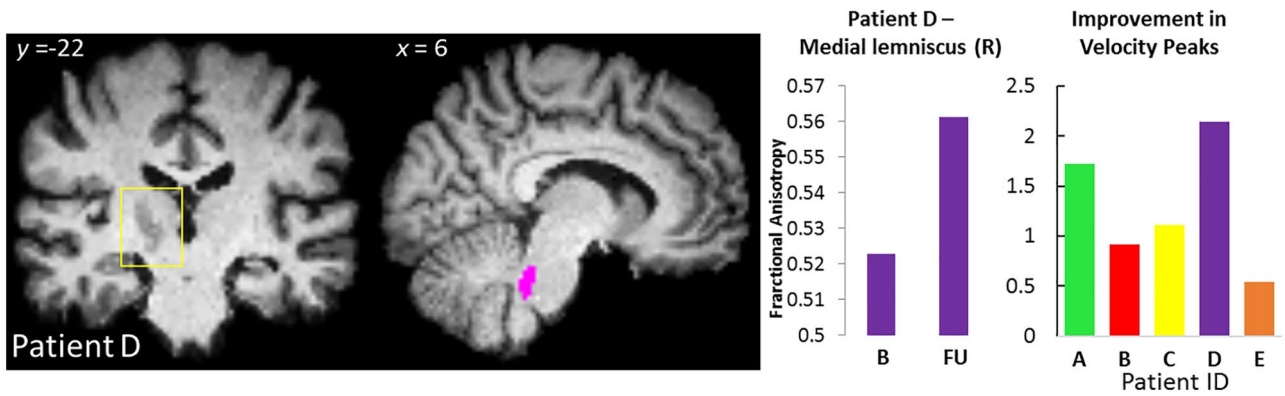 y =-22
x = 6
Patient D
Patient D –
Medial lemniscus (R)
Frarctional Anisotropy
0.57
0.56
0.55
0.54
0.53
0.52
0.51
0.5
B FU
Improvement in
Velocity Peaks
2.5
2
1.5
1
0.5
0
A B C D E
Patient ID